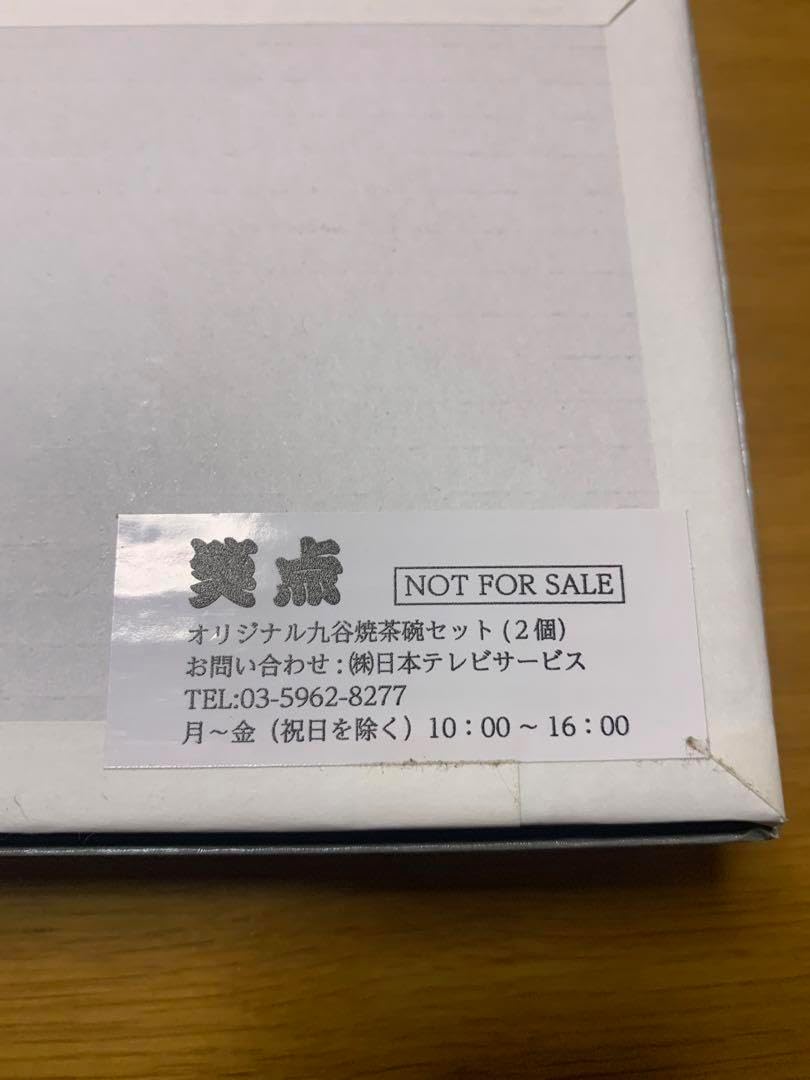 笑点 NOT FOR SALE
オリジナル九谷焼茶碗セット(2個)
お問い合わせ:㈱日本テレビサービス
TEL:03-5962-8277
月～金（祝日を除く）10：00～16：00